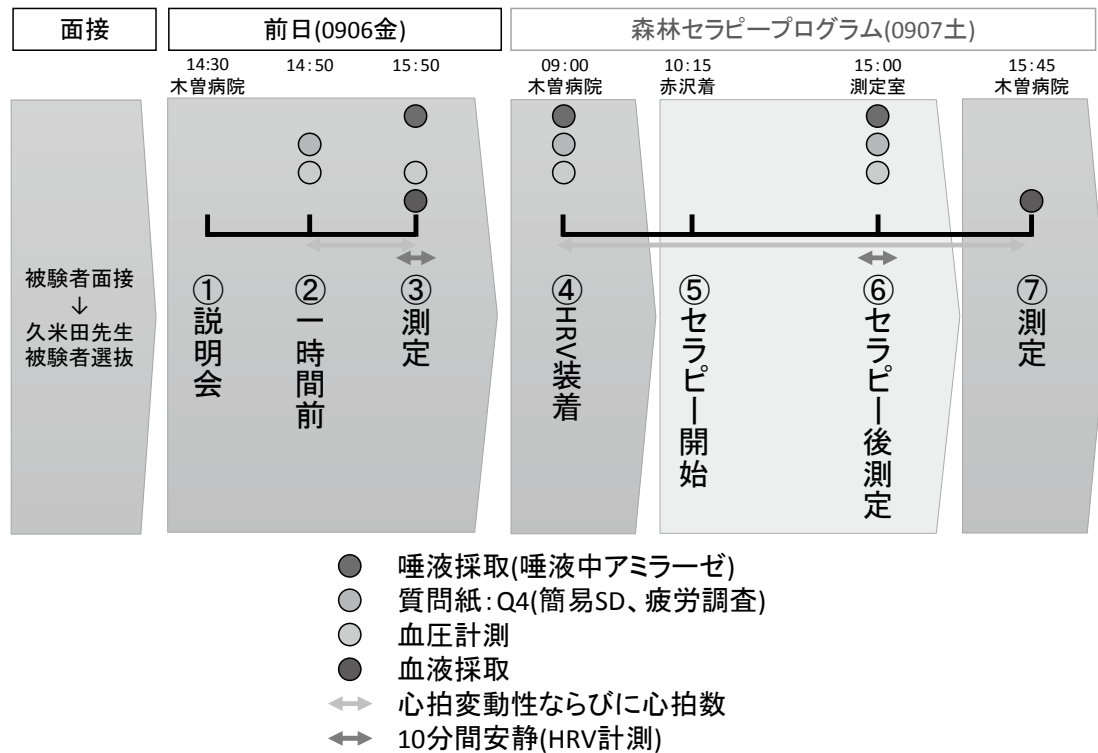 面接
前日(0906金)
森林セラピープログラム(0907土)
14:30
木曽病院
14:50
15:50
09:00
木曽病院
10:15
赤沢着
15:00
測定室
15:45
木曽病院
被験者面接
↓
久米田先生
被験者選抜
①説明会
②一時間前
③測定
④HRV装着
⑤セラピー開始
⑥セラピー後測定
⑦測定
唾液採取(唾液中アミラーゼ)
質問紙:Q4(簡易SD、疲労調査)
血圧計測
血液採取
心拍変動性ならびに心拍数
10分間安静(HRV計測)